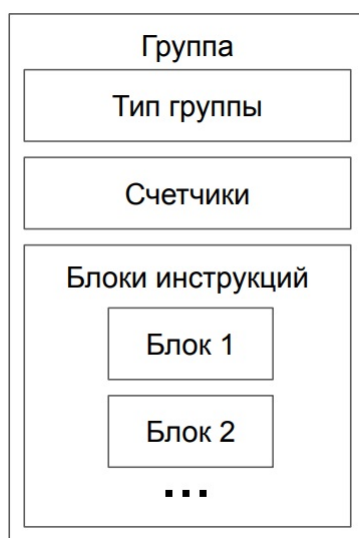 Группа
Тип группы
Счетчики
Блоки инструкций
Блок 1
Блок 2
...